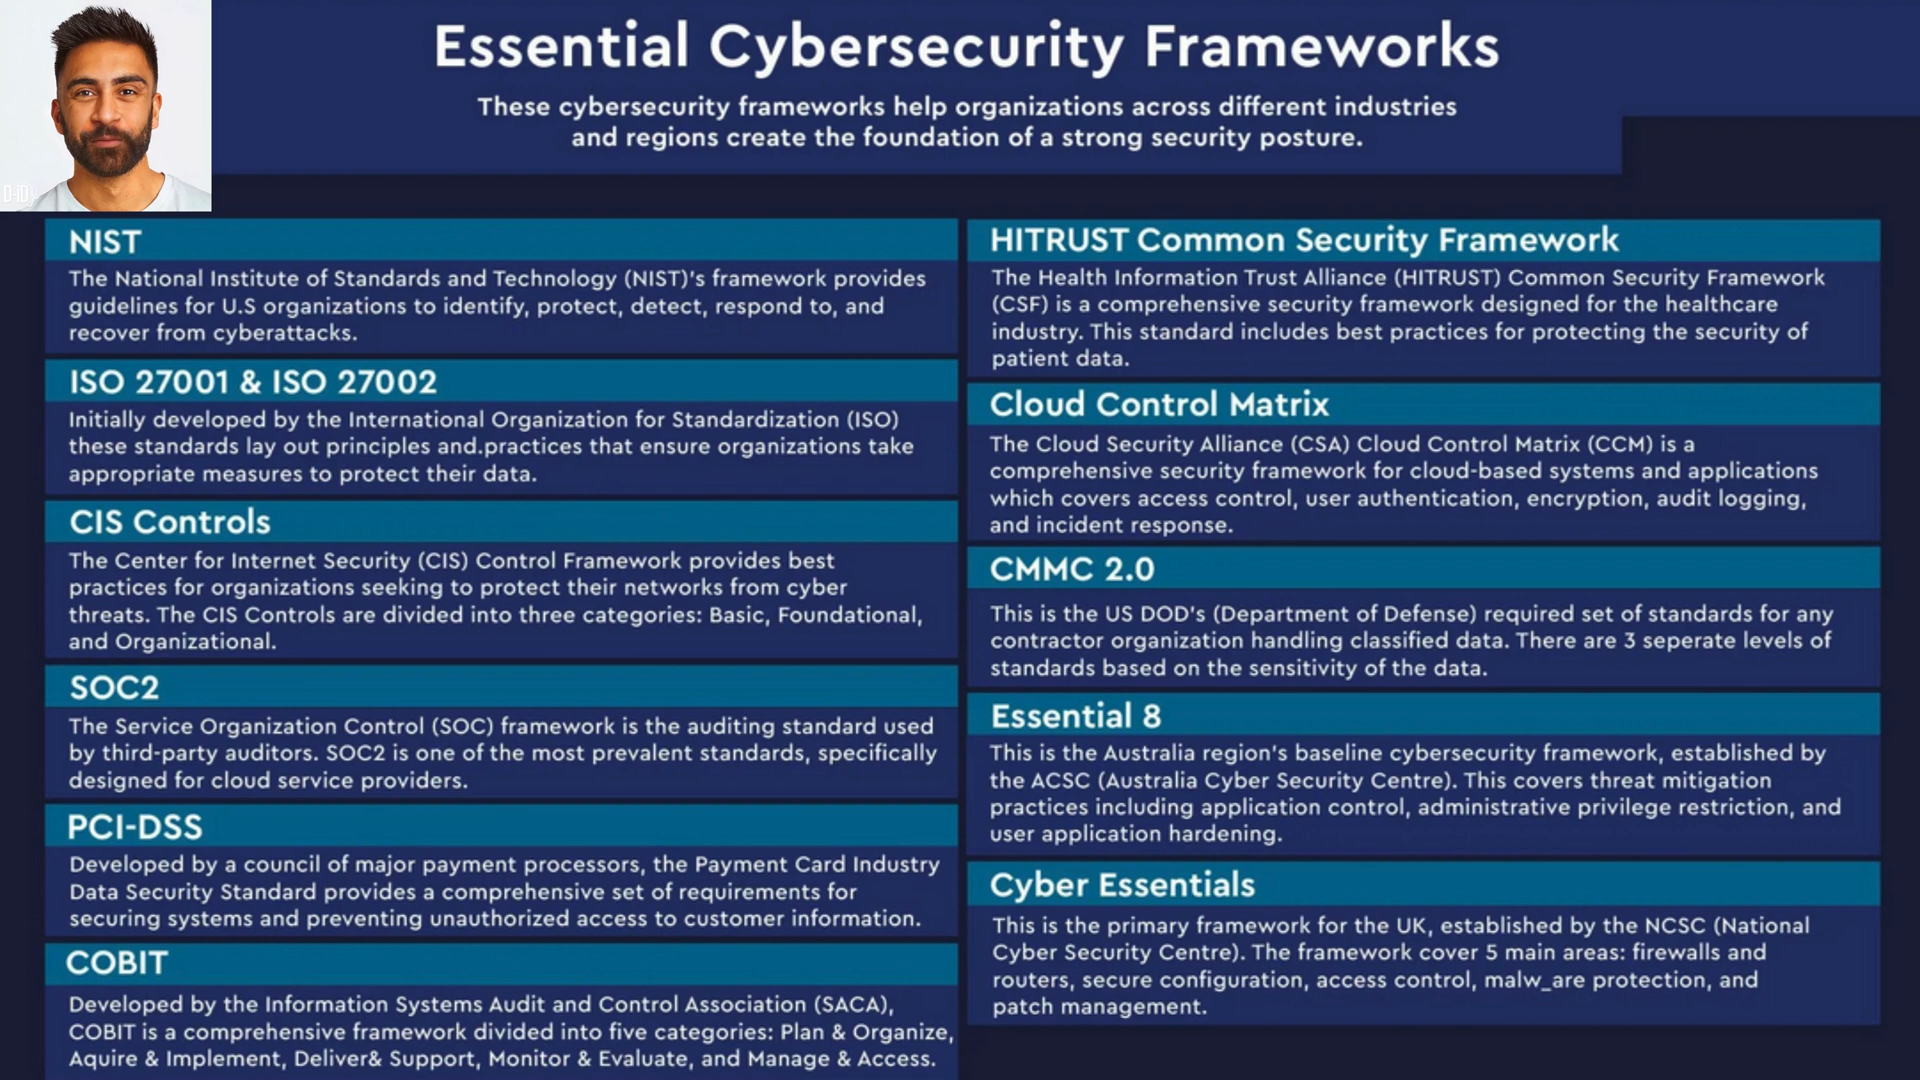 Essential Cybersecurity Frameworks
These cybersecurity frameworks help organizations across different industries
and regions create the foundation of a strong security posture.
D-iD
NIST
The National Institute of Standards and Technology (NIST)'s framework provides
guidelines for U.S organizations to identify, protect, detect, respond to, and
recover from cyberattacks.
ISO 27001 & ISO 27002
Initially developed by the International Organization for Standardization (ISO)
these standards lay out principles and.practices that ensure organizations take
appropriate measures to protect their data.
CIS Controls
The Center for Internet Security (CIS) Control Framework provides best
practices for organizations seeking to protect their networks from cyber
threats. The CIS Controls are divided into three categories: Basic, Foundational,
and Organizational.
SOC2
The Service Organization Control (SOC) framework is the auditing standard used
by third-party auditors. SOC2 is one of the most prevalent standards, specifically
designed for cloud service providers.
PCI-DSS
Developed by a council of major payment processors, the Payment Card Industry
Data Security Standard provides a comprehensive set of requirements for
securing systems and preventing unauthorized access to customer information.
COBIT
Developed by the Information Systems Audit and Control Association (SACA),
COBIT is a comprehensive framework divided into five categories: Plan & Organize,
Aquire & Implement, Deliver& Support, Monitor & Evaluate, and Manage & Access.
HITRUST Common Security Framework
The Health Information Trust Alliance (HITRUST) Common Security Framework
(CSF) is a comprehensive security framework designed for the healthcare
industry. This standard includes best practices for protecting the security of
patient data.
Cloud Control Matrix
The Cloud Security Alliance (CSA) Cloud Control Matrix (CCM) is a
comprehensive security framework for cloud-based systems and applications
which covers access control, user authentication, encryption, audit logging,
and incident response.
CMMC 2.0
This is the US DOD's (Department of Defense) required set of standards for any
contractor organization handling classified data. There are 3 seperate levels of
standards based on the sensitivity of the data.
Essential 8
This is the Australia region's baseline cybersecurity framework, established by
the ACSC (Australia Cyber Security Centre). This covers threat mitigation
practices including application control, administrative privilege restriction, and
user application hardening.
Cyber Essentials
This is the primary framework for the UK, established by the NCSC (National
Cyber Security Centre). The framework cover 5 main areas: firewalls and
routers, secure configuration, access control, malw_are protection, and
patch management.